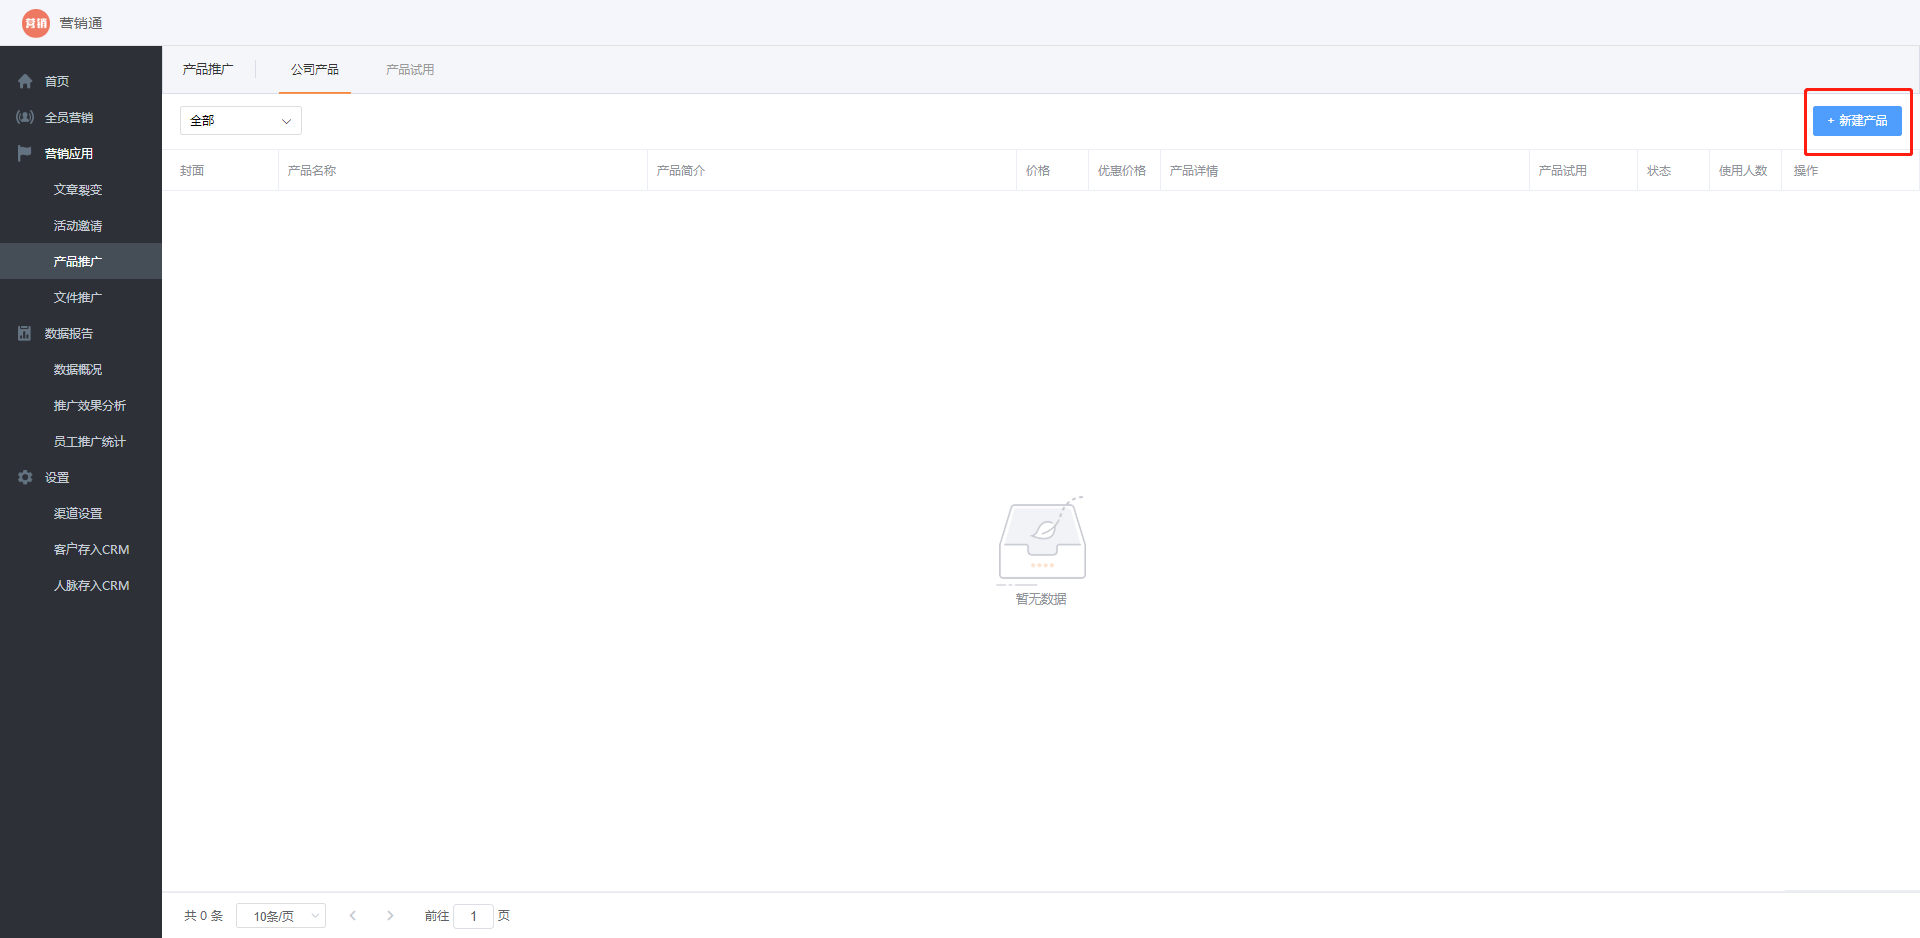 营销 营销通
首页
全员营销
营销应用
文章裂变
活动邀请
产品推广
文件推广
数据报告
数据概况
推广效果分析
员工推广统计
设置
渠道设置
客户存入CRM
人脉存入CRM
产品推广 公司产品 产品试用
全部
+ 新建产品
封面 产品名称 产品简介 价格 优惠价格 产品详情 产品试用 状态 使用人数 操作
暂无数据
共 0 条 10条/页 前往 1 页